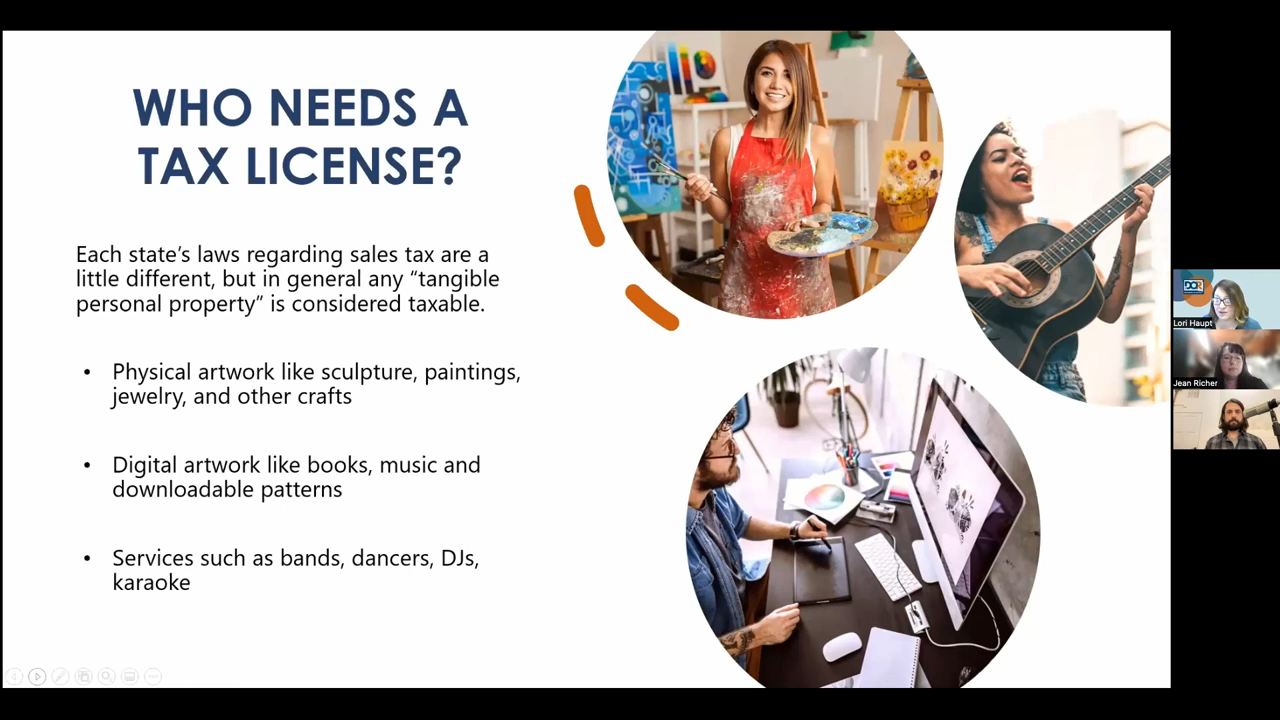 WHO NEEDS A
TAX LICENSE?
Each state’s laws regarding sales tax are a
little different, but in general any “tangible
personal property” is considered taxable.
• Physical artwork like sculpture, paintings,
jewelry, and other crafts
• Digital artwork like books, music and
downloadable patterns
• Services such as bands, dancers, DJs,
karaoke
DOR
Lori Haupt
Jean Richer